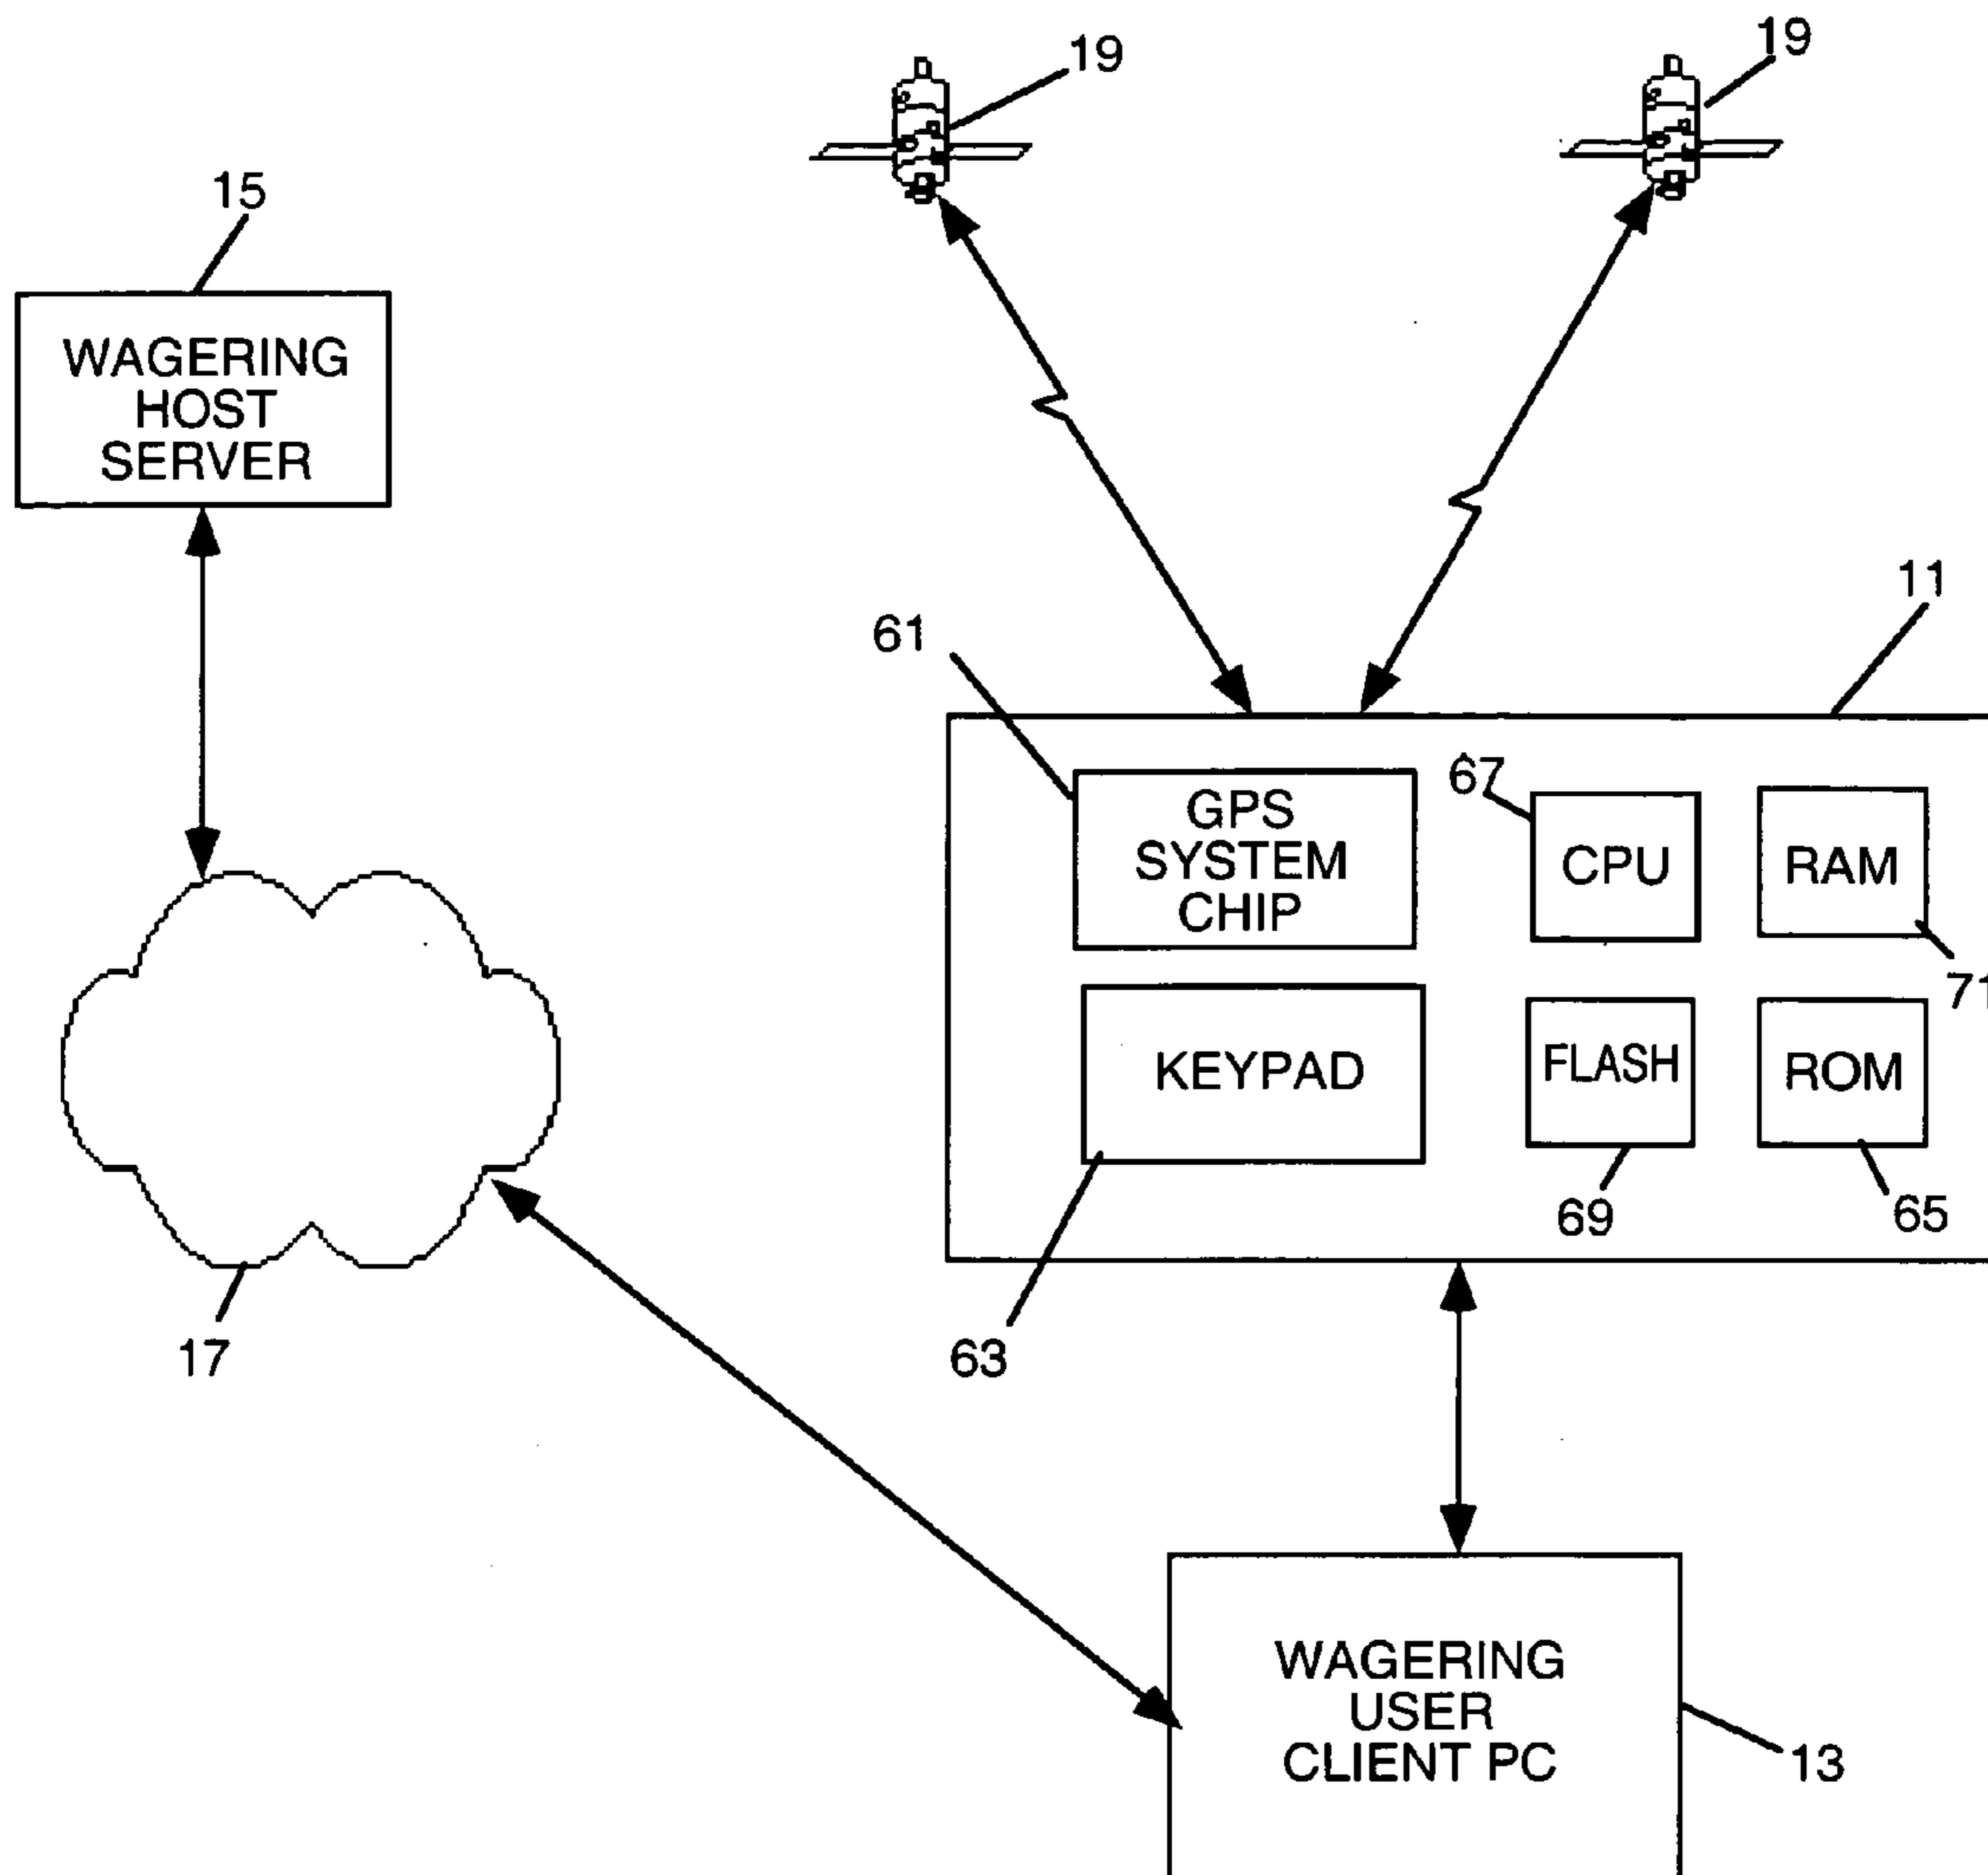 19
19
15
WAGERING
HOST
SERVER
11
61
67
GPS
SYSTEM
CHIP
CPU
RAM
71
KEYPAD
FLASH
ROM
69
65
63
17
WAGERING
USER
CLIENT PC
13